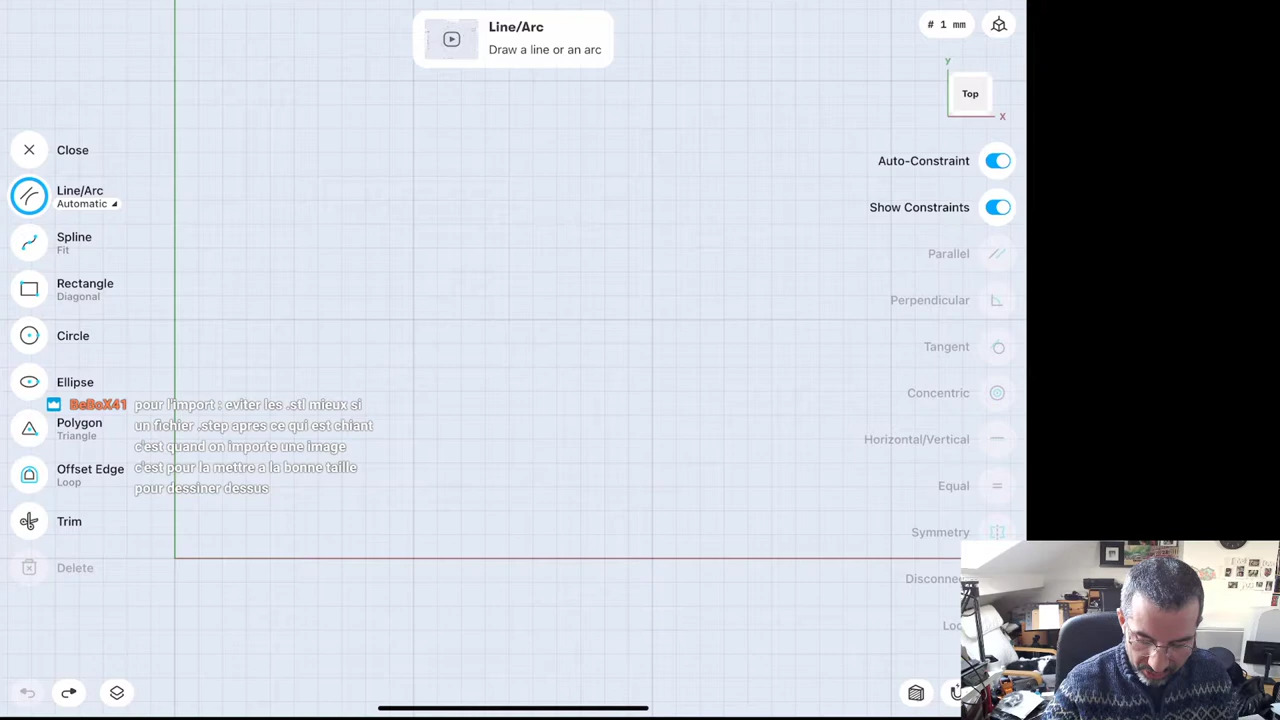 Line/Arc
Draw a line or an arc
# 1 mm
Y
Top
X
Close
Auto-Constraint
Line/Arc
Automatic
Show Constraints
Spline
Fit
Parallel
Rectangle
Diagonal
Perpendicular
Circle
Tangent
Ellipse
Concentric
BeBoX41 pour l'import : eviter les .stl mieux si
un fichier .step apres ce qui est chiant
c'est quand on importe une image
c'est pour la mettre a la bonne taille
pour dessiner dessus
Polygon
Triangle
Horizontal/Vertical
Offset Edge
Loop
Equal
Trim
Symmetry
Delete
Disconne
Lo